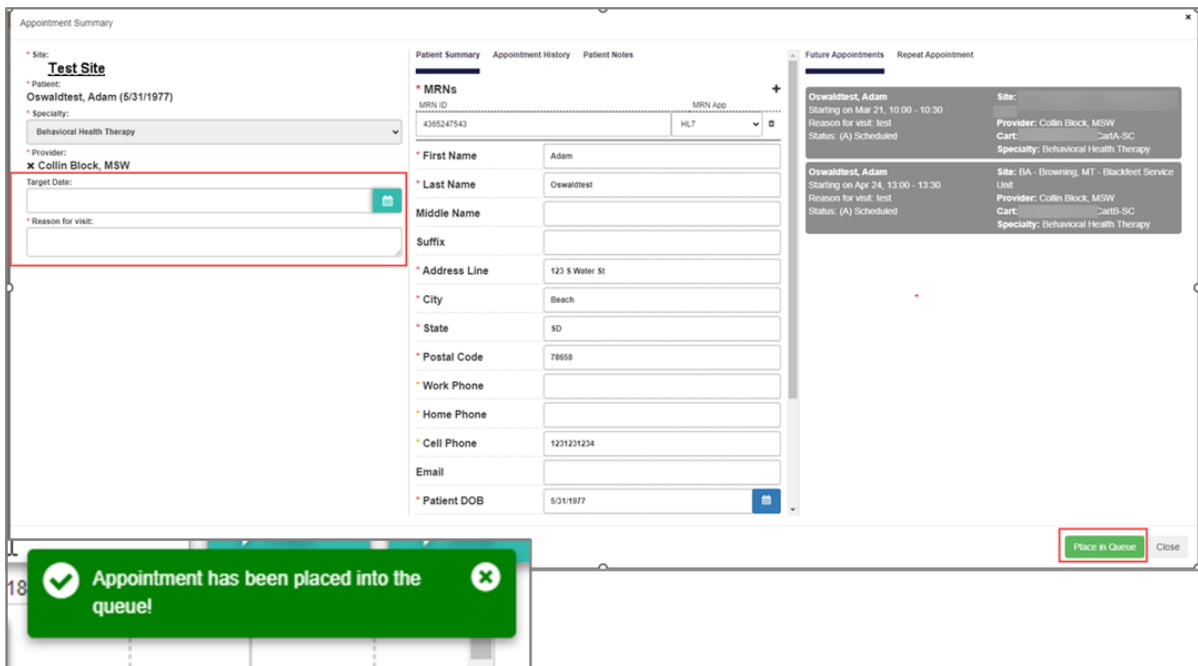 Appointment Summary
×
* Site:
Test Site
* Patient:
Oswaldtest, Adam (5/31/1977)
* Specialty:
Behavioral Health Therapy
* Provider:
× Collin Block, MSW
Target Date:
* Reason for visit:
Patient Summary Appointment History Patient Notes
* MRNs +
MRN ID MRN App
4365247543 HL7
* First Name Adam
* Last Name Oswaldtest
Middle Name
Suffix
* Address Line 123 S Water St
* City Beach
* State SD
* Postal Code 78658
* Work Phone
* Home Phone
* Cell Phone 1231231234
Email
* Patient DOB 5/31/1977
Future Appointments Repeat Appointment
Oswaldtest, Adam Site:
Starting on Mar 21, 10:00 - 10:30
Reason for visit: test Provider: Collin Block, MSW
Status: (A) Scheduled Cart: CartA-SC
Specialty: Behavioral Health Therapy
Oswaldtest, Adam Site: BA - Browning, MT - Blackfeet Service
Starting on Apr 24, 13:00 - 13:30 Unit
Reason for visit: test Provider: Collin Block, MSW
Status: (A) Scheduled Cart: CartB-SC
Specialty: Behavioral Health Therapy
Place in Queue Close
18
Appointment has been placed into the
queue!